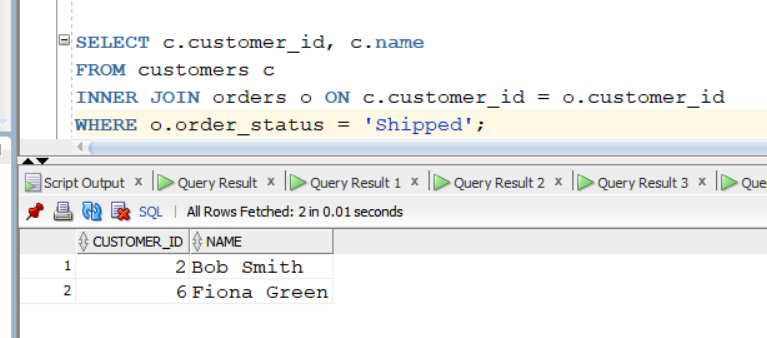 SELECT c.customer_id, c.name
FROM customers c
INNER JOIN orders o ON c.customer_id = o.customer_id
WHERE o.order_status = 'Shipped';
Script Output x Query Result x Query Result 1 x Query Result 2 x Query Result 3 x Que
SQL | All Rows Fetched: 2 in 0.01 seconds
CUSTOMER_ID NAME
1 2 Bob Smith
2 6 Fiona Green